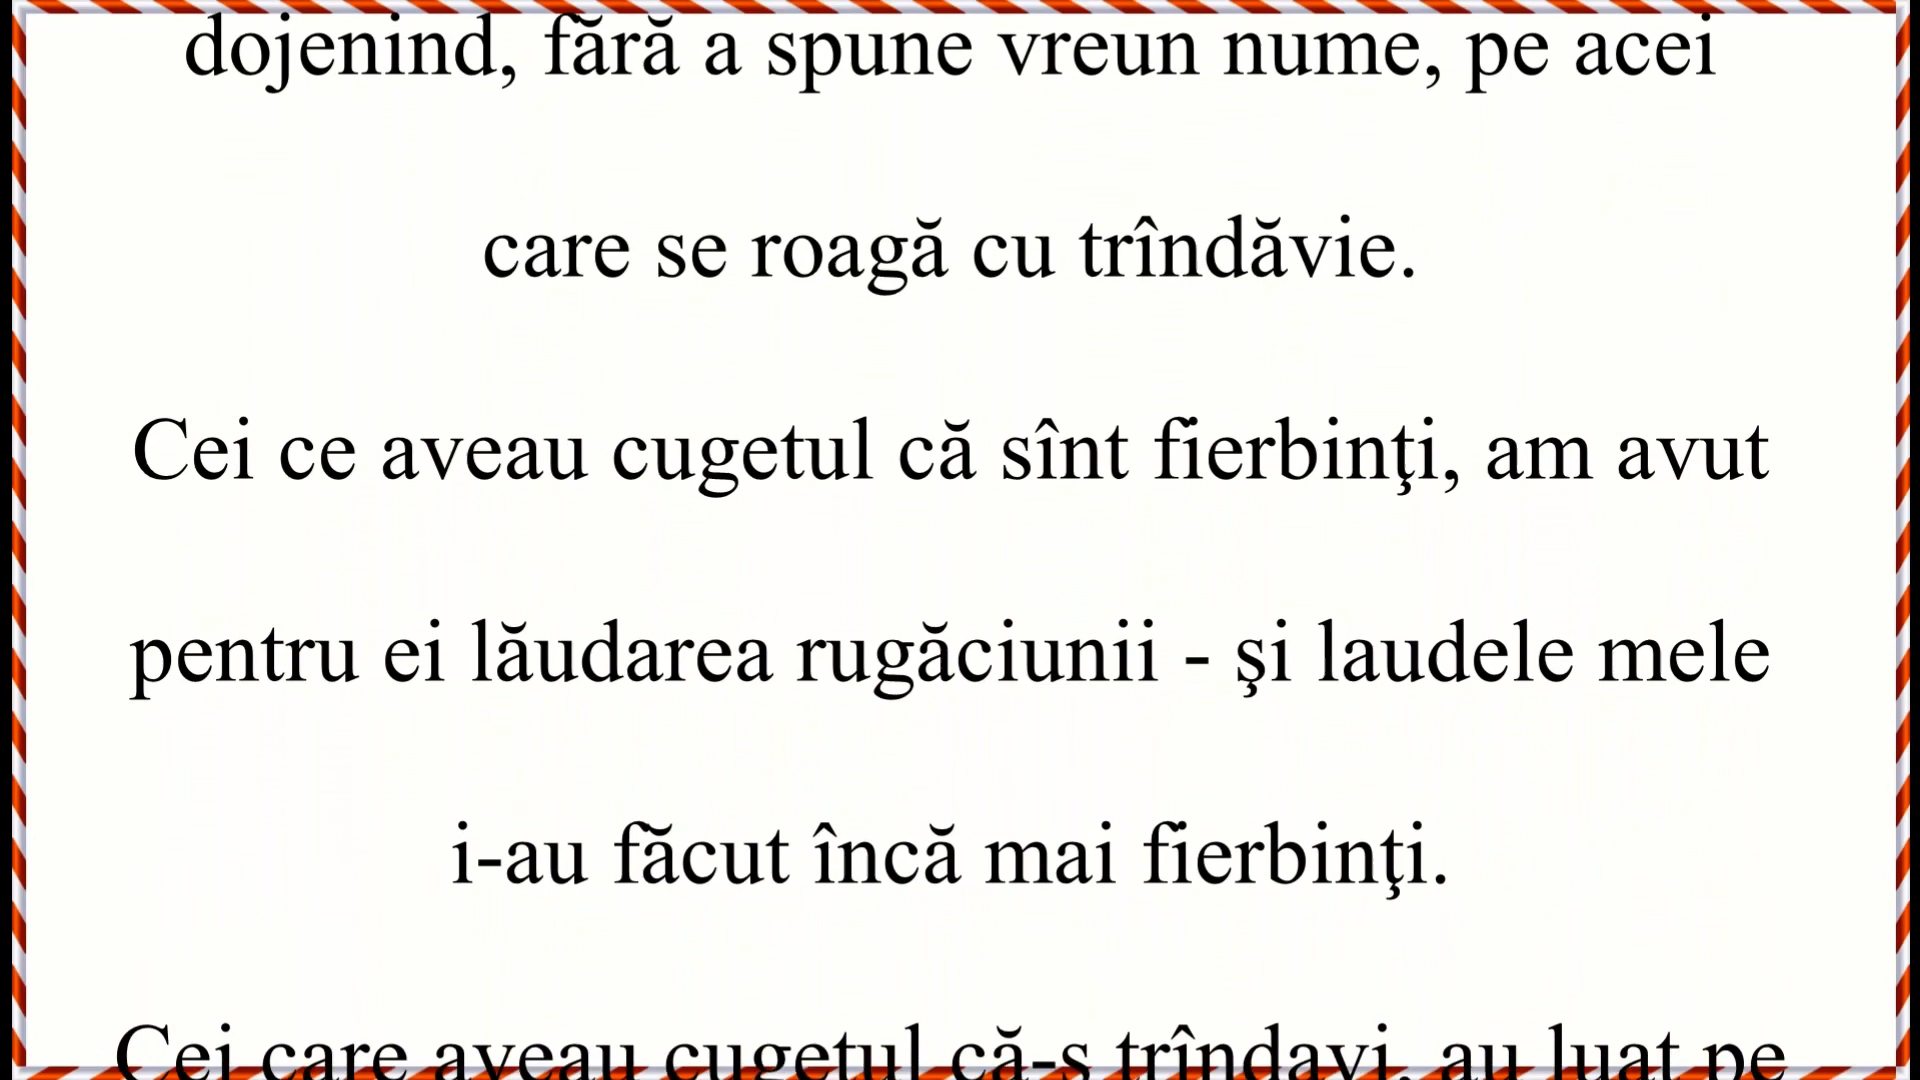 dojenind, fără a spune vreun nume, pe acei
care se roagă cu trîndăvie.
Cei ce aveau cugetul că sînt fierbinţi, am avut
pentru ei lăudarea rugăciunii - şi laudele mele
i-au făcut încă mai fierbinţi.
Cei care aveau cugetul că-s trîndavi, au luat pe